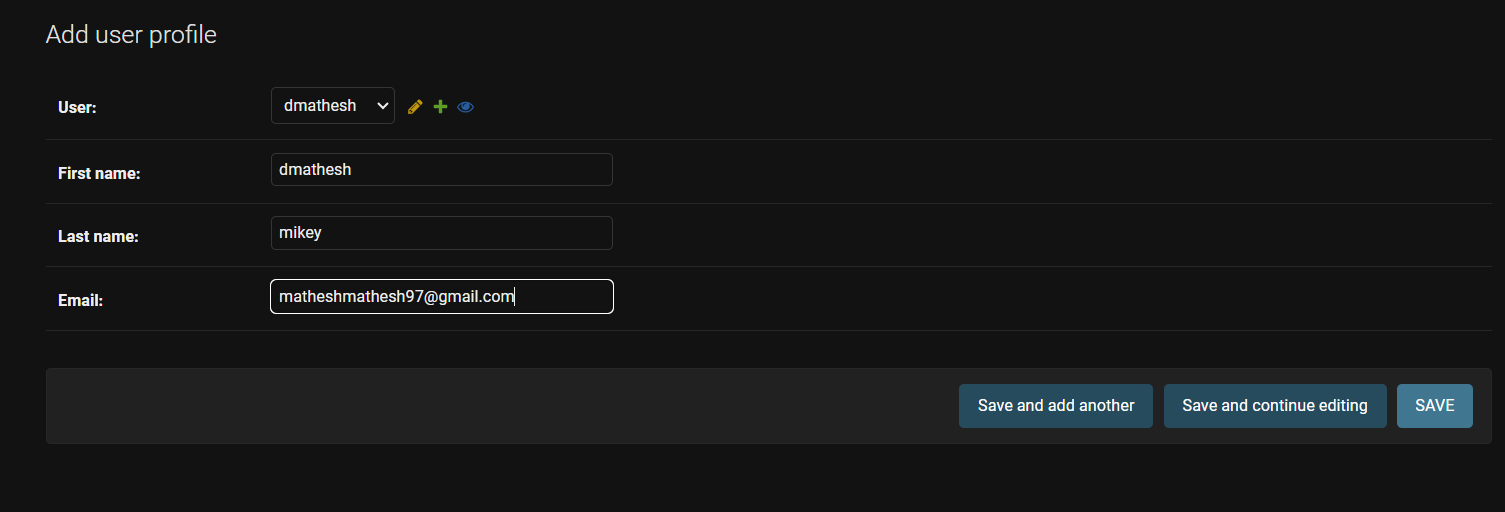 Add user profile
User: dmathesh
First name: dmathesh
Last name: mikey
Email: matheshmathesh97@gmail.com
Save and add another Save and continue editing SAVE